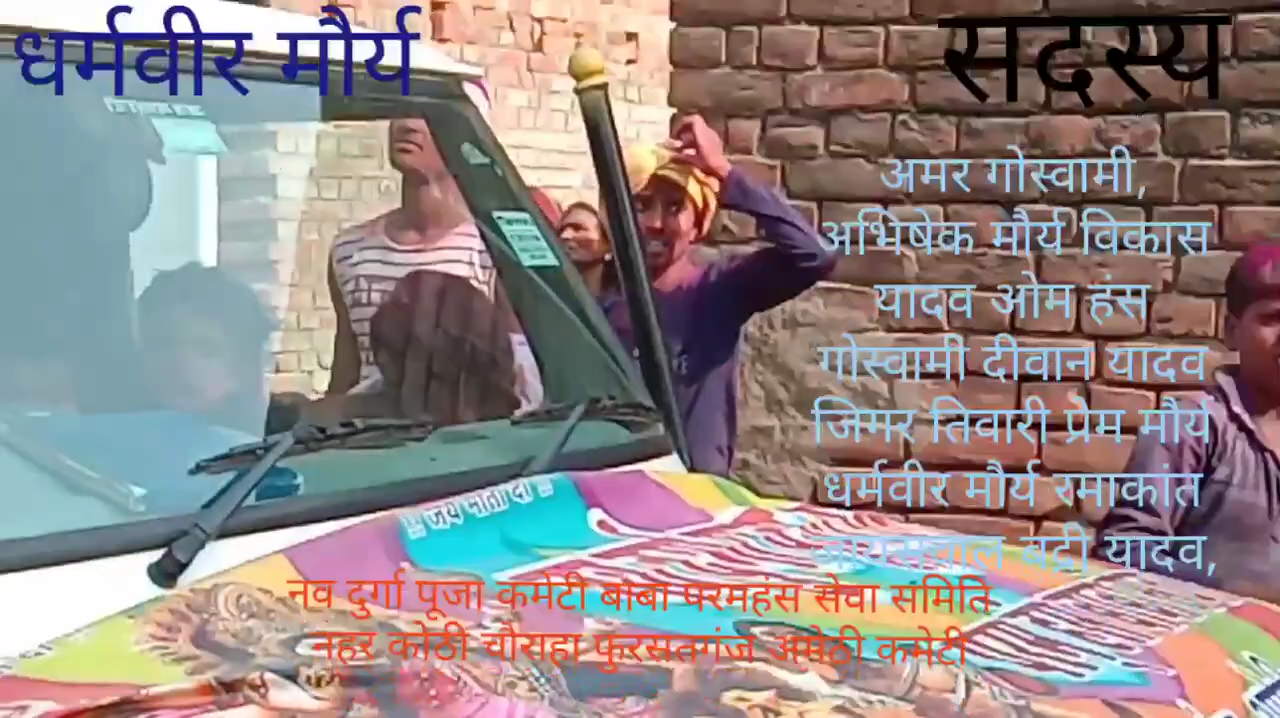 धर्मवीर मौर्य
सदस्य
अमर गोस्वामी,
अभिषेक मौर्य विकास
यादव ओम हंस
गोस्वामी दीवान यादव
जिमर तिवारी प्रेम मौर्य
धर्मवीर मौर्य रमाकांत
बद्री यादव,
जय माता दी
नव दुर्गा पूजा कमेटी बाबा परमहंस सेवा समिति
नहर कोठी चौराहा फुरसतगंज अमेठी कमेटी